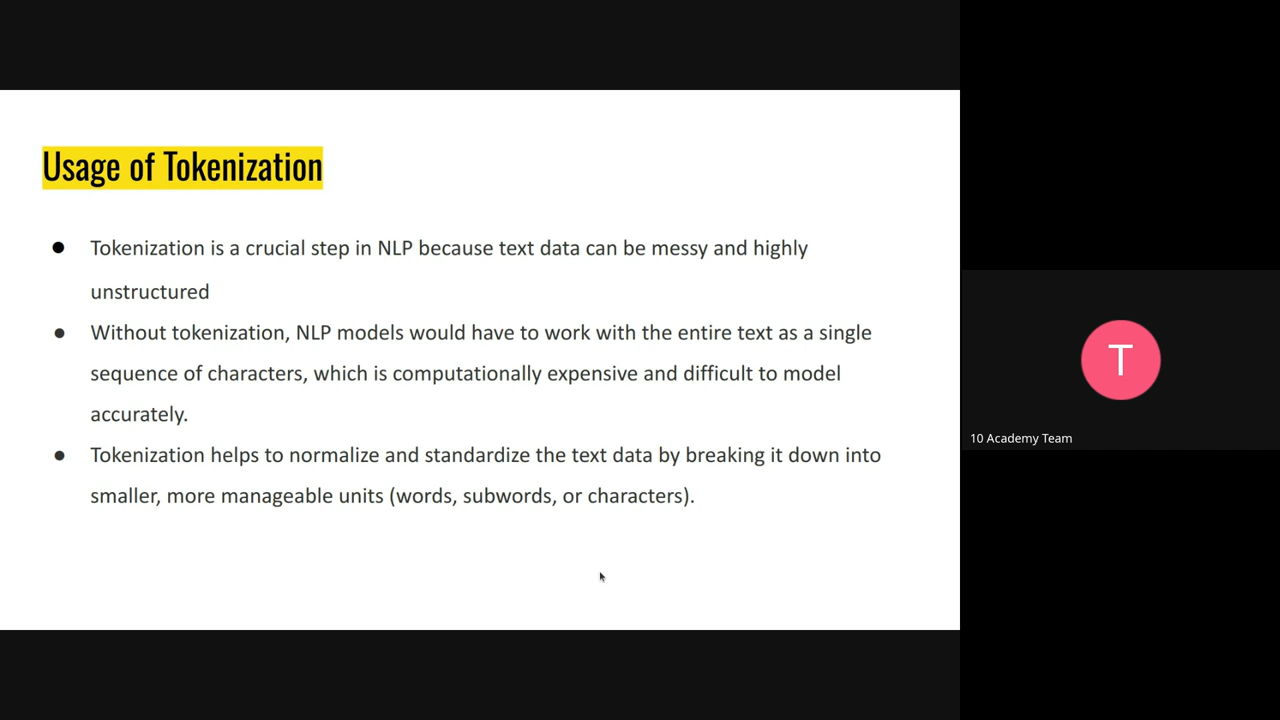 Usage of Tokenization
● Tokenization is a crucial step in NLP because text data can be messy and highly
unstructured
● Without tokenization, NLP models would have to work with the entire text as a single
sequence of characters, which is computationally expensive and difficult to model
accurately.
● Tokenization helps to normalize and standardize the text data by breaking it down into
smaller, more manageable units (words, subwords, or characters).
T
10 Academy Team